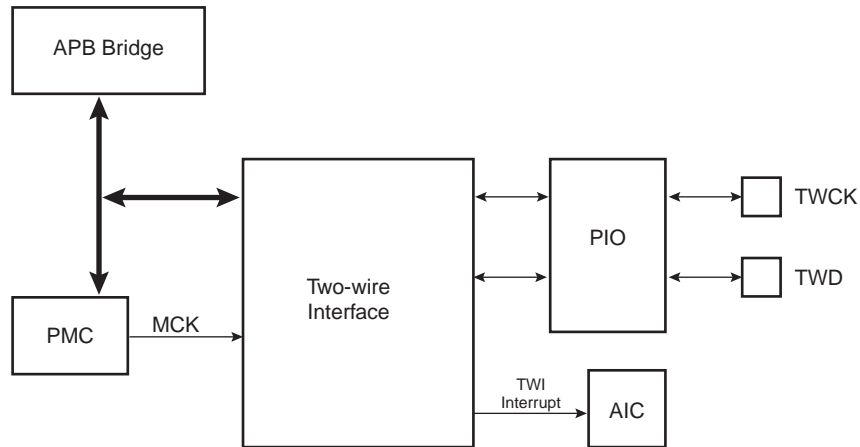 APB Bridge
TWCK
PIO
TWD
Two-wire
Interface
MCK
PMC
TWI
Interrupt
AIC